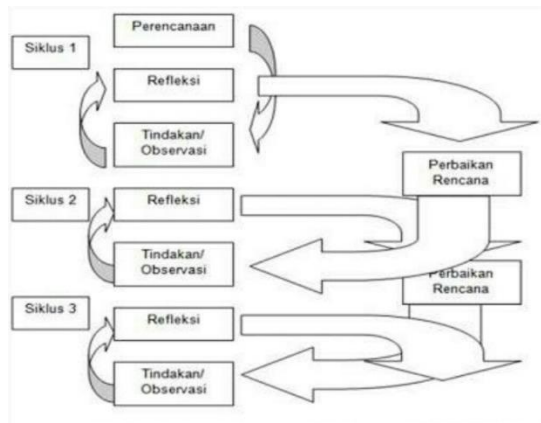 Perencanaan
Siklus 1
Refleksi
Tindakan/
Observasi
Perbaikan
Rencana
Siklus 2
Refleksi
Tindakan/
Observasi
Perbaikan
Rencana
Siklus 3
Refleksi
Tindakan/
Observasi